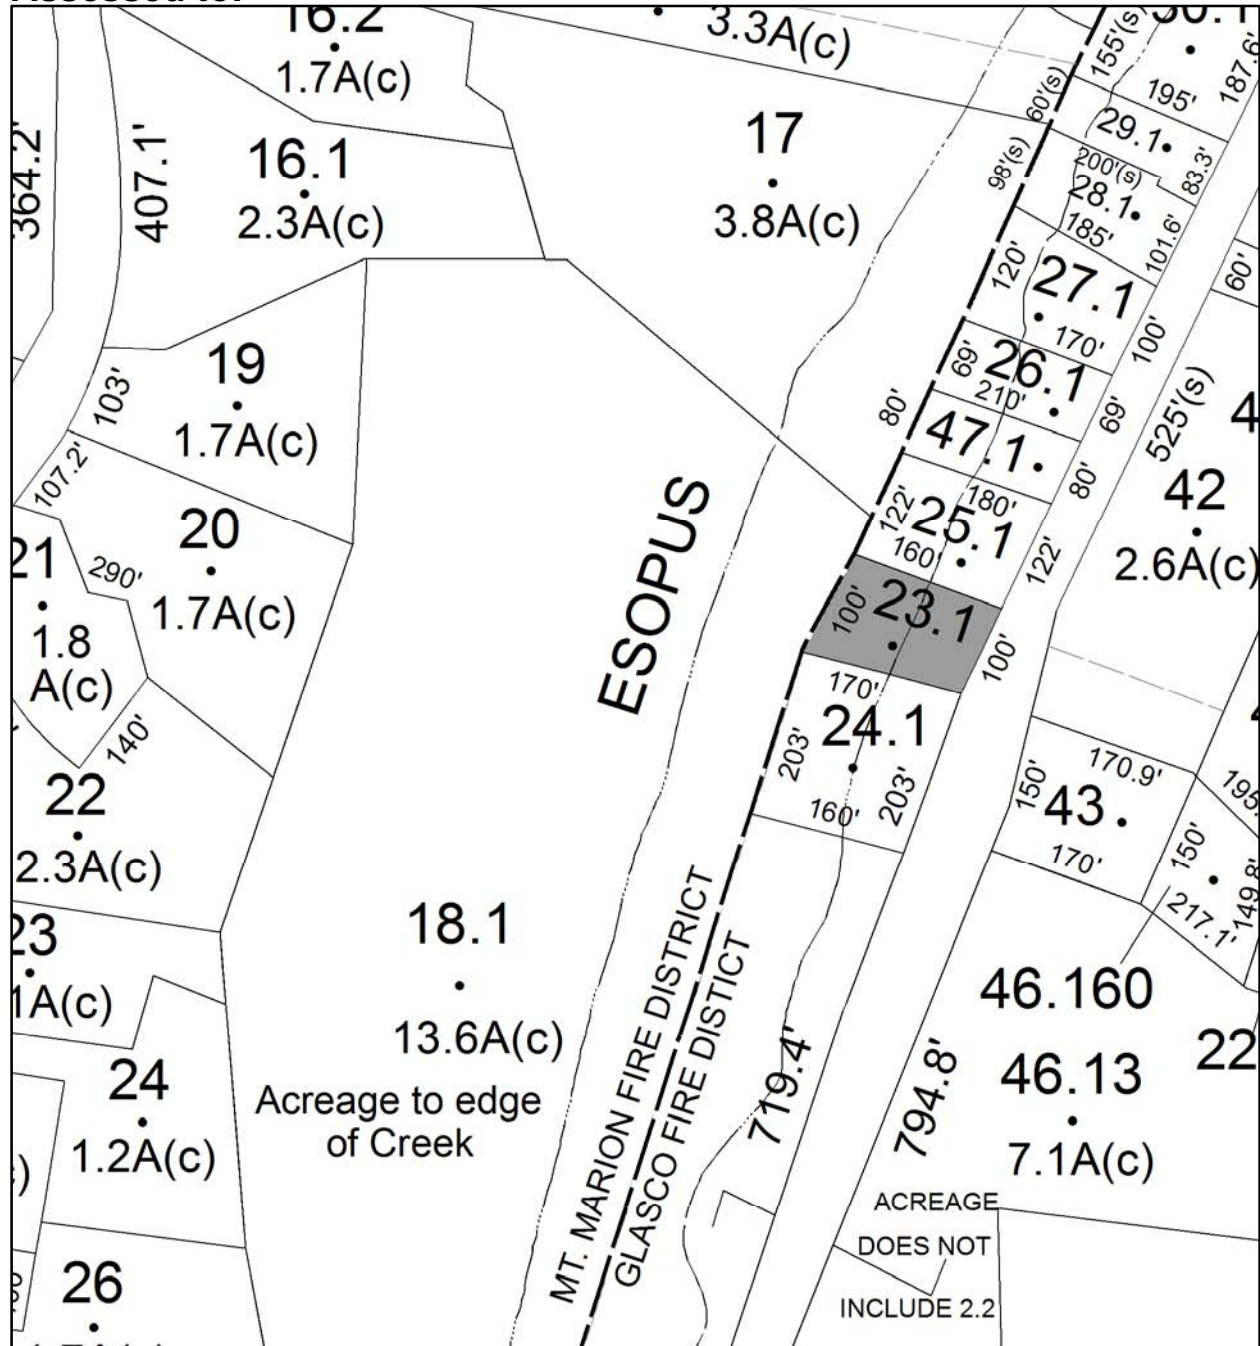 16.2
1.7A(c)
3.3A(c)
155'(s)
195'
187.6'
60'(s)
29.1
364.2'
407.1'
16.1
2.3A(c)
17
3.8A(c)
98'(s)
200'(s)
28.1
83.3'
185'
101.6'
60'
120'
27.1
170'
100'
19
1.7A(c)
103'
69'
26.1
210'
69'
525'(s)
80'
47.1
80'
107.2'
20
1.7A(c)
290'
21
1.8
A(c)
140'
ESOPUS
122'
180'
25.1
160'
122'
42
2.6A(c)
100'
23.1
100'
170'
24.1
203'
203'
160'
170.9'
150'
43
170'
150'
217.1'
149.8'
22
2.3A(c)
23
1A(c)
18.1
13.6A(c)
Acreage to edge
of Creek
24
1.2A(c)
26
MT. MARION FIRE DISTRICT
GLASCO FIRE DISTICT
719.4'
794.8'
46.160
46.13
7.1A(c)
22
ACREAGE
DOES NOT
INCLUDE 2.2